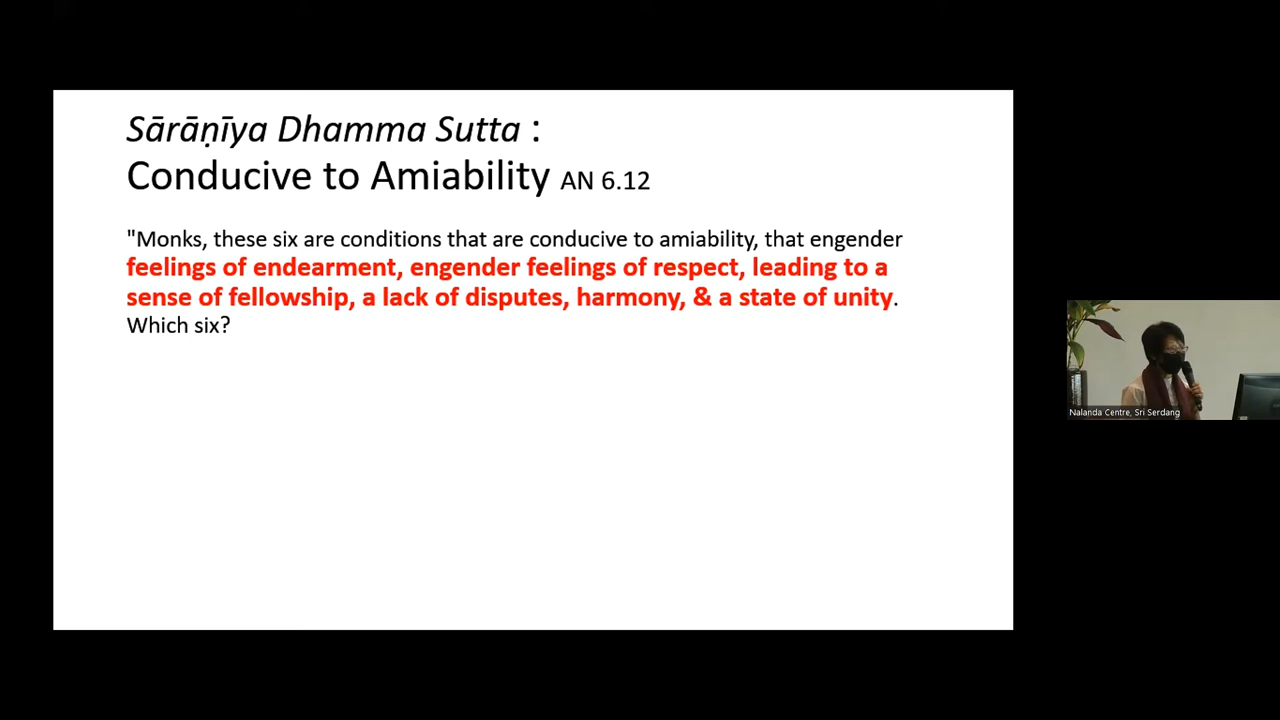 Sārāṇīya Dhamma Sutta :
Conducive to Amiability AN 6.12
"Monks, these six are conditions that are conducive to amiability, that engender
feelings of endearment, engender feelings of respect, leading to a
sense of fellowship, a lack of disputes, harmony, & a state of unity.
Which six?
Nalanda Centre, Sri Serdang